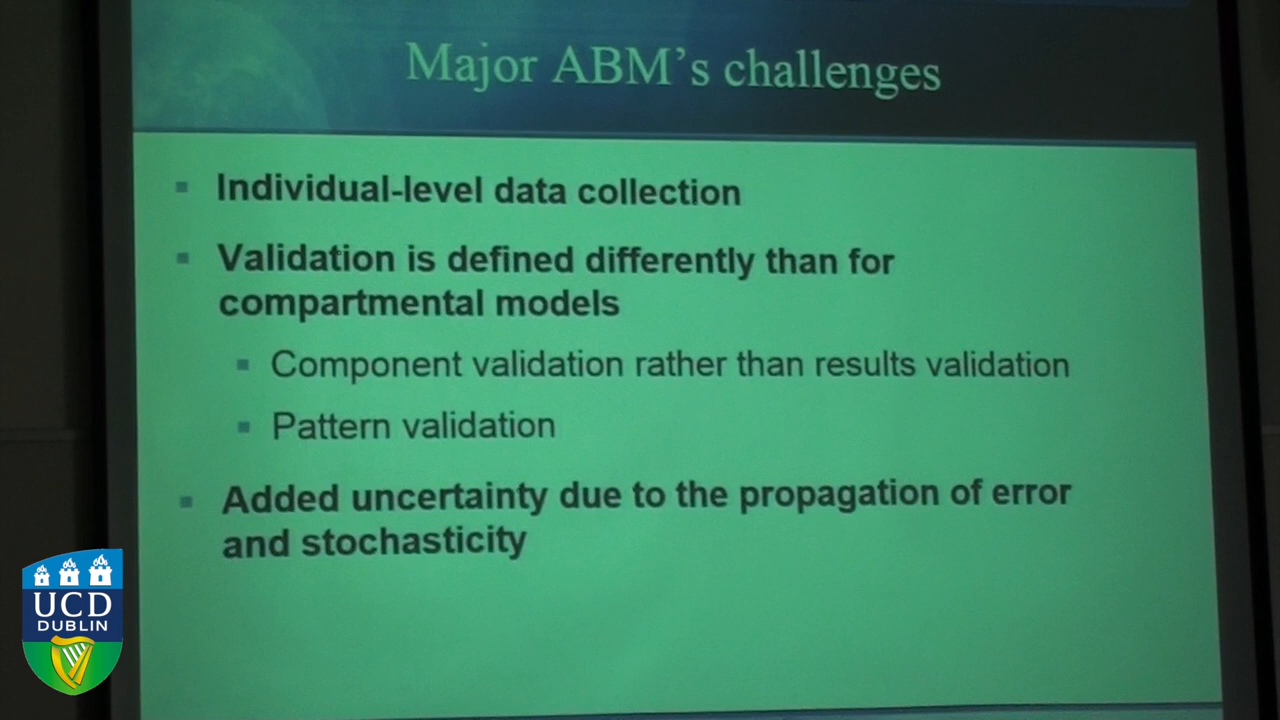 Major ABM's challenges
Individual-level data collection
Validation is defined differently than for
compartmental models
Component validation rather than results validation
Pattern validation
Added uncertainty due to the propagation of error
and stochasticity
UCD
DUBLIN